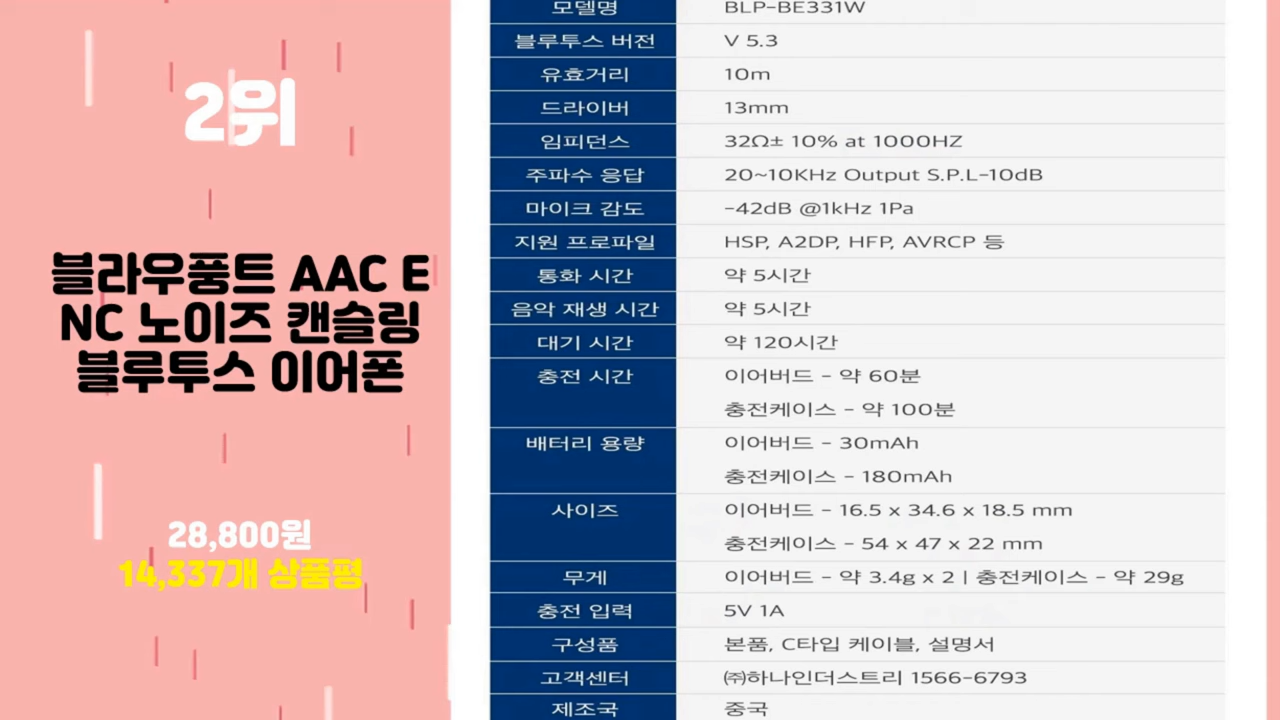 2위
블라우풍트 AAC E
NC 노이즈 캔슬링
블루투스 이어폰
28,800원
14,337개 상품평
모델명 BLP-BE331W
블루투스 버전 V 5.3
유효거리 10m
드라이버 13mm
임피던스 32Ω± 10% at 1000HZ
주파수 응답 20~10KHz Output S.P.L-10dB
마이크 감도 -42dB @1kHz 1Pa
지원 프로파일 HSP, A2DP, HFP, AVRCP 등
통화 시간 약 5시간
음악 재생 시간 약 5시간
대기 시간 약 120시간
충전 시간 이어버드 - 약 60분
충전케이스 - 약 100분
배터리 용량 이어버드 - 30mAh
충전케이스 - 180mAh
사이즈 이어버드 - 16.5 x 34.6 x 18.5 mm
충전케이스 - 54 x 47 x 22 mm
무게 이어버드 - 약 3.4g x 2 | 충전케이스 - 약 29g
충전 입력 5V 1A
구성품 본품, C타입 케이블, 설명서
고객센터 ㈜하나인더스트리 1566-6793
제조국 중국